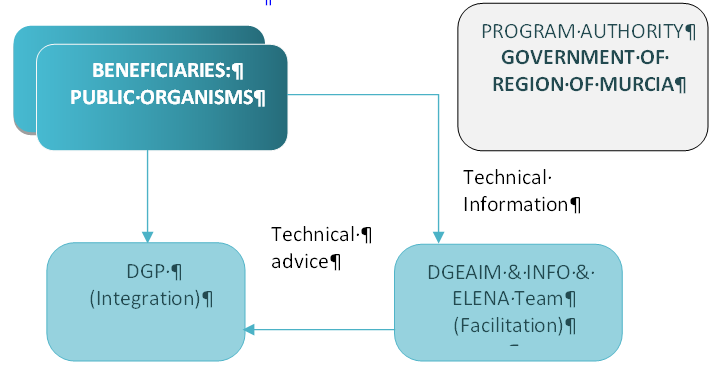 ¶
BENEFICIARIES:¶
PUBLIC·ORGANISMS¶
PROGRAM·AUTHORITY¶
GOVERNMENT·OF·
REGION·OF·MURCIA¶
Technical·
Information¶
Technical·¶
advice¶
DGP·¶
(Integration)¶
DGEAIM·&·INFO·&·
ELENA·Team¶
(Facilitation)¶